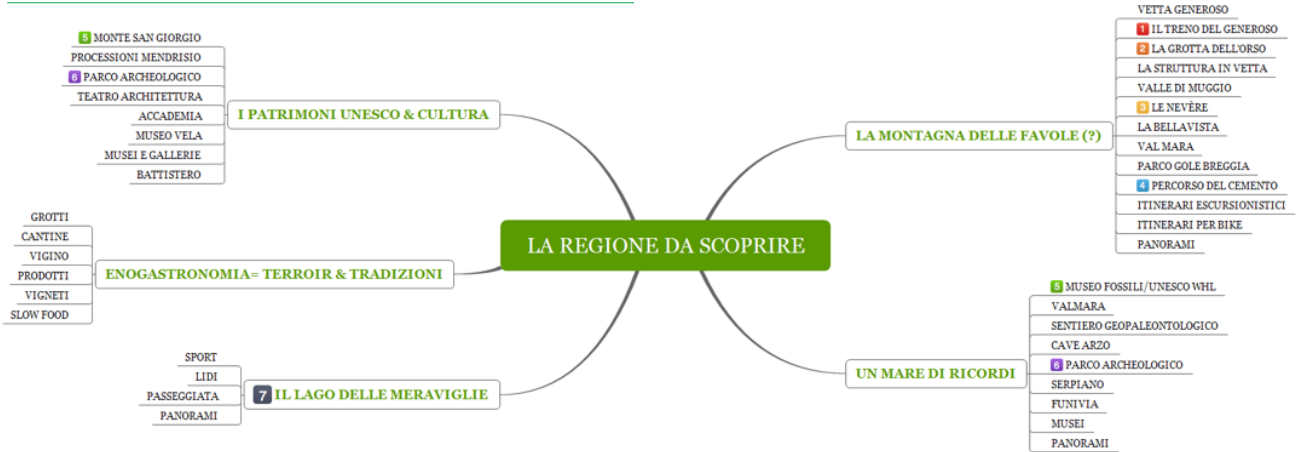 LA REGIONE DA SCOPRIRE
I PATRIMONI UNESCO & CULTURA
5 MONTE SAN GIORGIO
PROCESSIONI MENDRISIO
6 PARCO ARCHEOLOGICO
TEATRO ARCHITETTURA
ACCADEMIA
MUSEO VELA
MUSEI E GALLERIE
BATTISTERO
ENOGASTRONOMIA= TERROIR & TRADIZIONI
GROTTI
CANTINE
VIGINO
PRODOTTI
VIGNETI
SLOW FOOD
7 IL LAGO DELLE MERAVIGLIE
SPORT
LIDI
PASSEGGIATA
PANORAMI
LA MONTAGNA DELLE FAVOLE (?)
VETTA GENEROSO
1 IL TRENO DEL GENEROSO
2 LA GROTTA DELL'ORSO
LA STRUTTURA IN VETTA
VALLE DI MUGGIO
3 LE NEVÈRE
LA BELLAVISTA
VAL MARA
PARCO GOLE BREGGIA
4 PERCORSO DEL CEMENTO
ITINERARI ESCURSIONISTICI
ITINERARI PER BIKE
PANORAMI
UN MARE DI RICORDI
5 MUSEO FOSSILI/UNESCO WHL
VALMARA
SENTIERO GEOPALEONTOLOGICO
CAVE ARZO
6 PARCO ARCHEOLOGICO
SERPIANO
FUNIVIA
MUSEI
PANORAMI